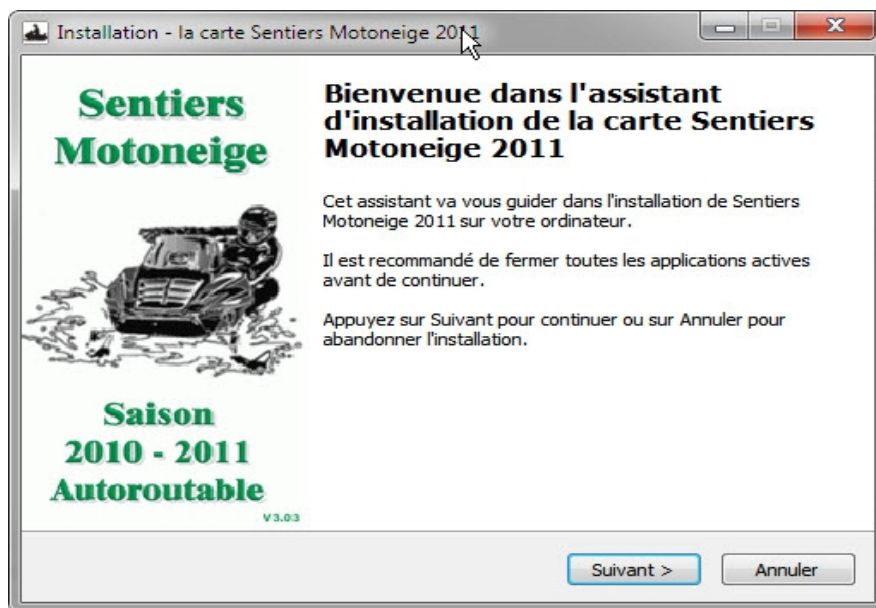 Installation - la carte Sentiers Motoneige 2011
Sentiers
Motoneige
Saison
2010 - 2011
Autoroutable
V 3.0.3
Bienvenue dans l'assistant
d'installation de la carte Sentiers
Motoneige 2011
Cet assistant va vous guider dans l'installation de Sentiers
Motoneige 2011 sur votre ordinateur.
Il est recommandé de fermer toutes les applications actives
avant de continuer.
Appuyez sur Suivant pour continuer ou sur Annuler pour
abandonner l'installation.
Suivant >
Annuler